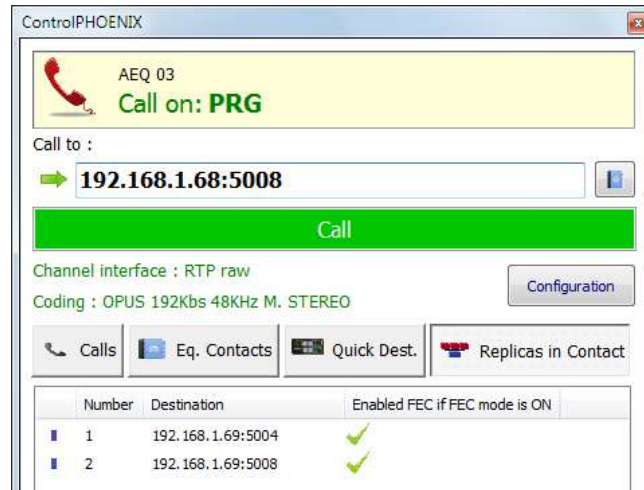 ControlPHOENIX
AEQ 03
Call on: PRG
Call to :
192.168.1.68:5008
Call
Channel interface : RTP raw
Configuration
Coding : OPUS 192Kbs 48KHz M. STEREO
Calls Eq. Contacts Quick Dest. Replicas in Contact
Number Destination Enabled FEC if FEC mode is ON
1 192.168.1.69:5004
2 192.168.1.69:5008